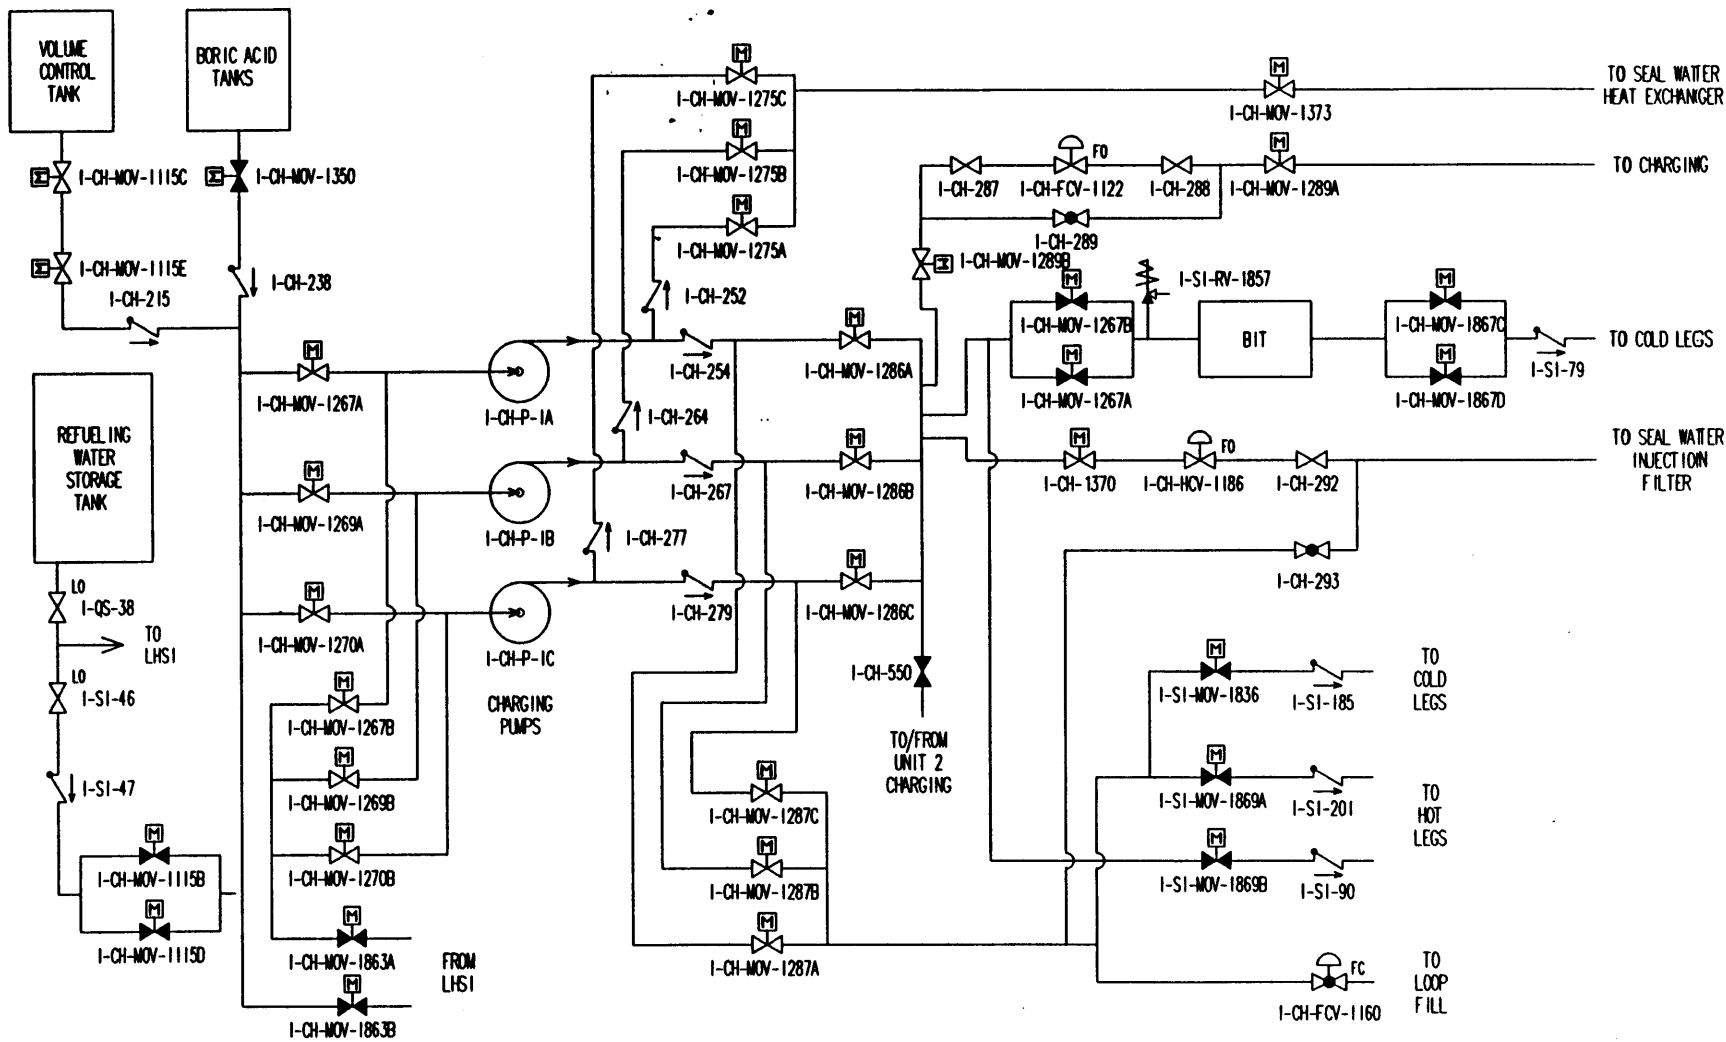 VOLUME
CONTROL
TANK
BORIC ACID
TANKS
M
I-CH-MOV-1275C
M
I-CH-MOV-1373
TO SEAL WATER
HEAT EXCHANGER
M
I-CH-MOV-1115C
M
I-CH-MOV-1350
M
I-CH-MOV-1275B
I-CH-287
FO
I-CH-FCV-1122
I-CH-288
M
I-CH-MOV-1289A
TO CHARGING
M
I-CH-MOV-1275A
I-CH-289
M
I-CH-MOV-1115E
I-CH-215
I-CH-238
I-CH-252
M
I-CH-MOV-1289B
M
I-CH-MOV-1267B
I-SI-RV-1857
BIT
M
I-CH-MOV-1867C
TO COLD LEGS
M
I-CH-MOV-1267A
M
I-CH-MOV-1867D
I-SI-79
M
I-CH-MOV-1267A
I-CH-P-1A
I-CH-254
M
I-CH-MOV-1286A
I-CH-264
REFUELING
WATER
STORAGE
TANK
M
I-CH-MOV-1269A
I-CH-P-1B
I-CH-267
M
I-CH-MOV-1286B
M
I-CH-1370
FO
I-CH-HCV-1186
I-CH-292
TO SEAL WATER
INJECTIOIN
FILTER
I-CH-277
I-CH-293
LO
I-QS-38
TO
LHSI
M
I-CH-MOV-1270A
I-CH-P-1C
CHARGING
PUMPS
I-CH-279
M
I-CH-MOV-1286C
I-CH-550
TO/FROM
UNIT 2
CHARGING
LO
I-SI-46
M
I-CH-MOV-1267B
M
I-SI-MOV-1836
I-SI-185
TO
COLD
LEGS
I-SI-47
M
I-CH-MOV-1269B
M
I-CH-MOV-1287C
M
I-SI-MOV-1869A
I-SI-201
TO
HOT
LEGS
M
I-CH-MOV-1115B
M
I-CH-MOV-1270B
M
I-CH-MOV-1287B
M
I-SI-MOV-1869B
I-SI-90
M
I-CH-MOV-1115D
M
I-CH-MOV-1863A
FROM
LHSI
M
I-CH-MOV-1287A
M
I-CH-MOV-1863B
FC
I-CH-FCV-1160
TO
LOOP
FILL